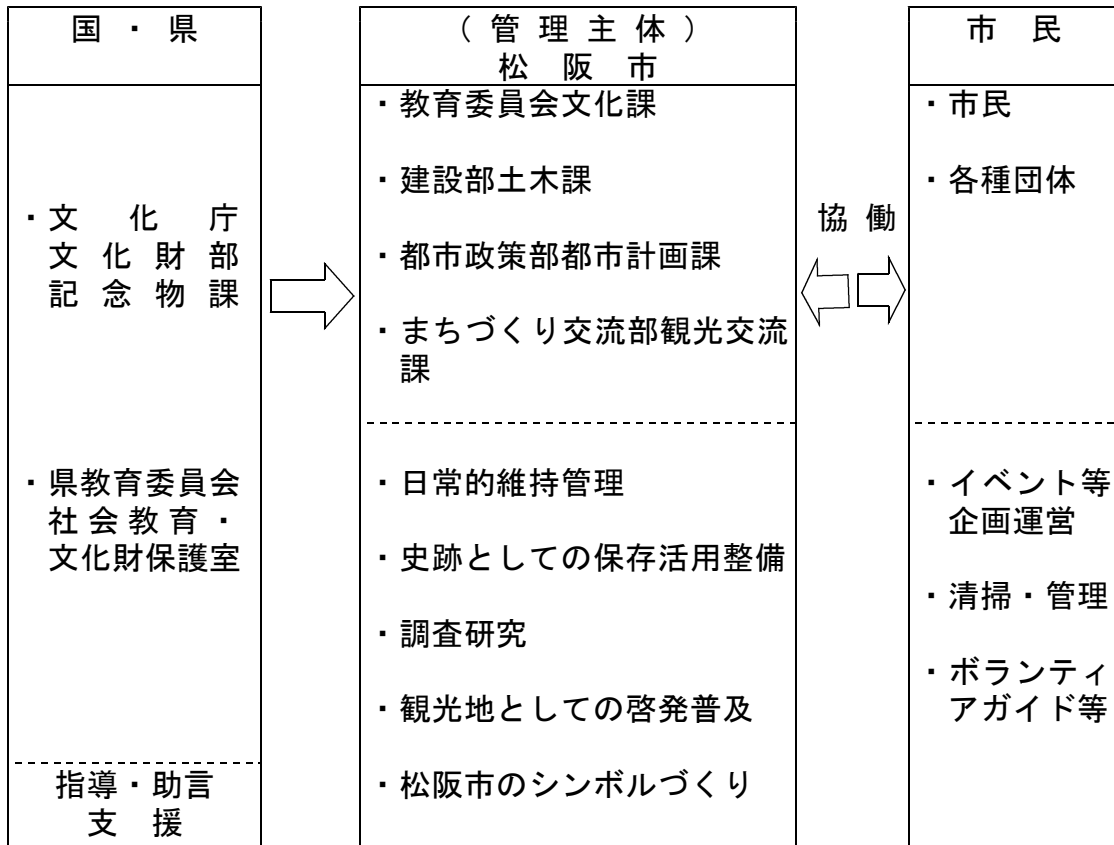 国・県
・文化庁
文化財部
記念物課
・県教育委員会
社会教育・
文化財保護室
指導・助言
支援
（管理主体）
松阪市
・教育委員会文化課
・建設部土木課
・都市政策部都市計画課
・まちづくり交流部観光交流
課
・日常的維持管理
・史跡としての保存活用整備
・調査研究
・観光地としての啓発普及
・松阪市のシンボルづくり
協働
市民
・市民
・各種団体
・イベント等
企画運営
・清掃・管理
・ボランティ
アガイド等